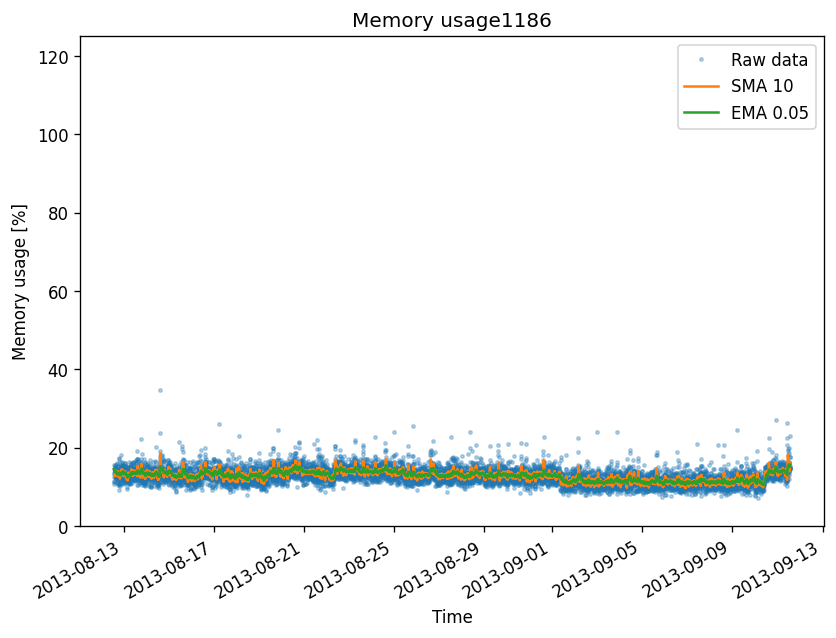 Memory usage1186
Memory usage [%]
120
100
80
60
40
20
0
Raw data
SMA 10
EMA 0.05
2013-08-13
2013-08-17
2013-08-21
2013-08-25
2013-08-29
2013-09-01
2013-09-05
2013-09-09
2013-09-13
Time